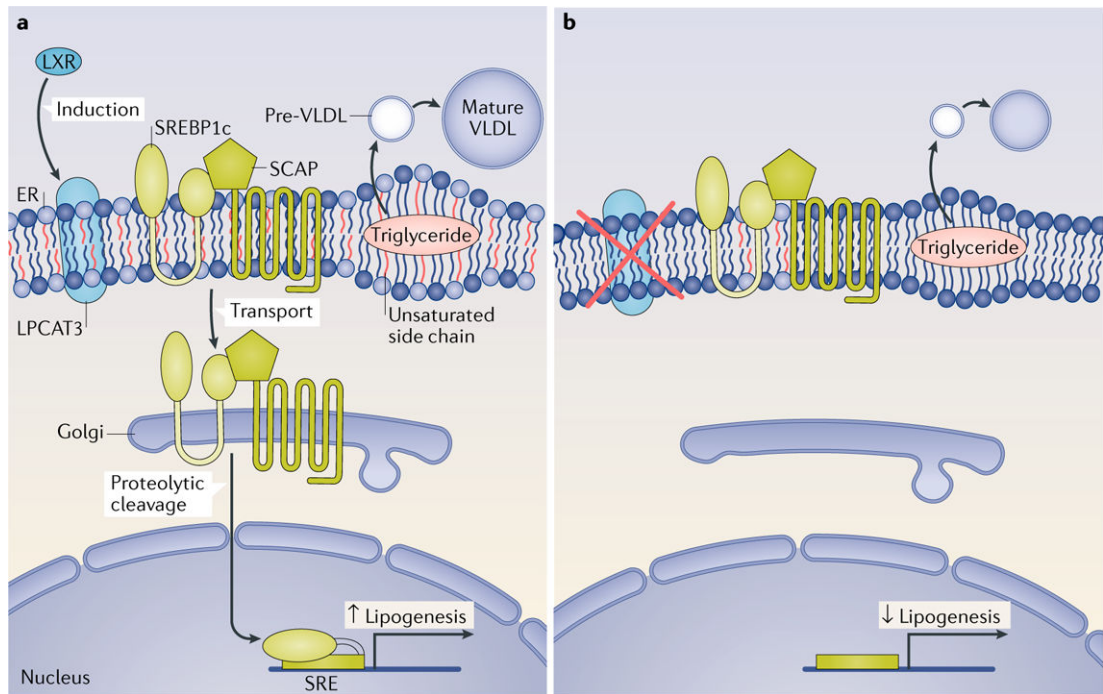 a
LXR
Induction
SREBP1c
Pre-VLDL
Mature
VLDL
SCAP
ER
Triglyceride
LPCAT3
Transport
Unsaturated
side chain
Golgi
Proteolytic
cleavage
↑ Lipogenesis
SRE
Nucleus
b
Triglyceride
↓ Lipogenesis